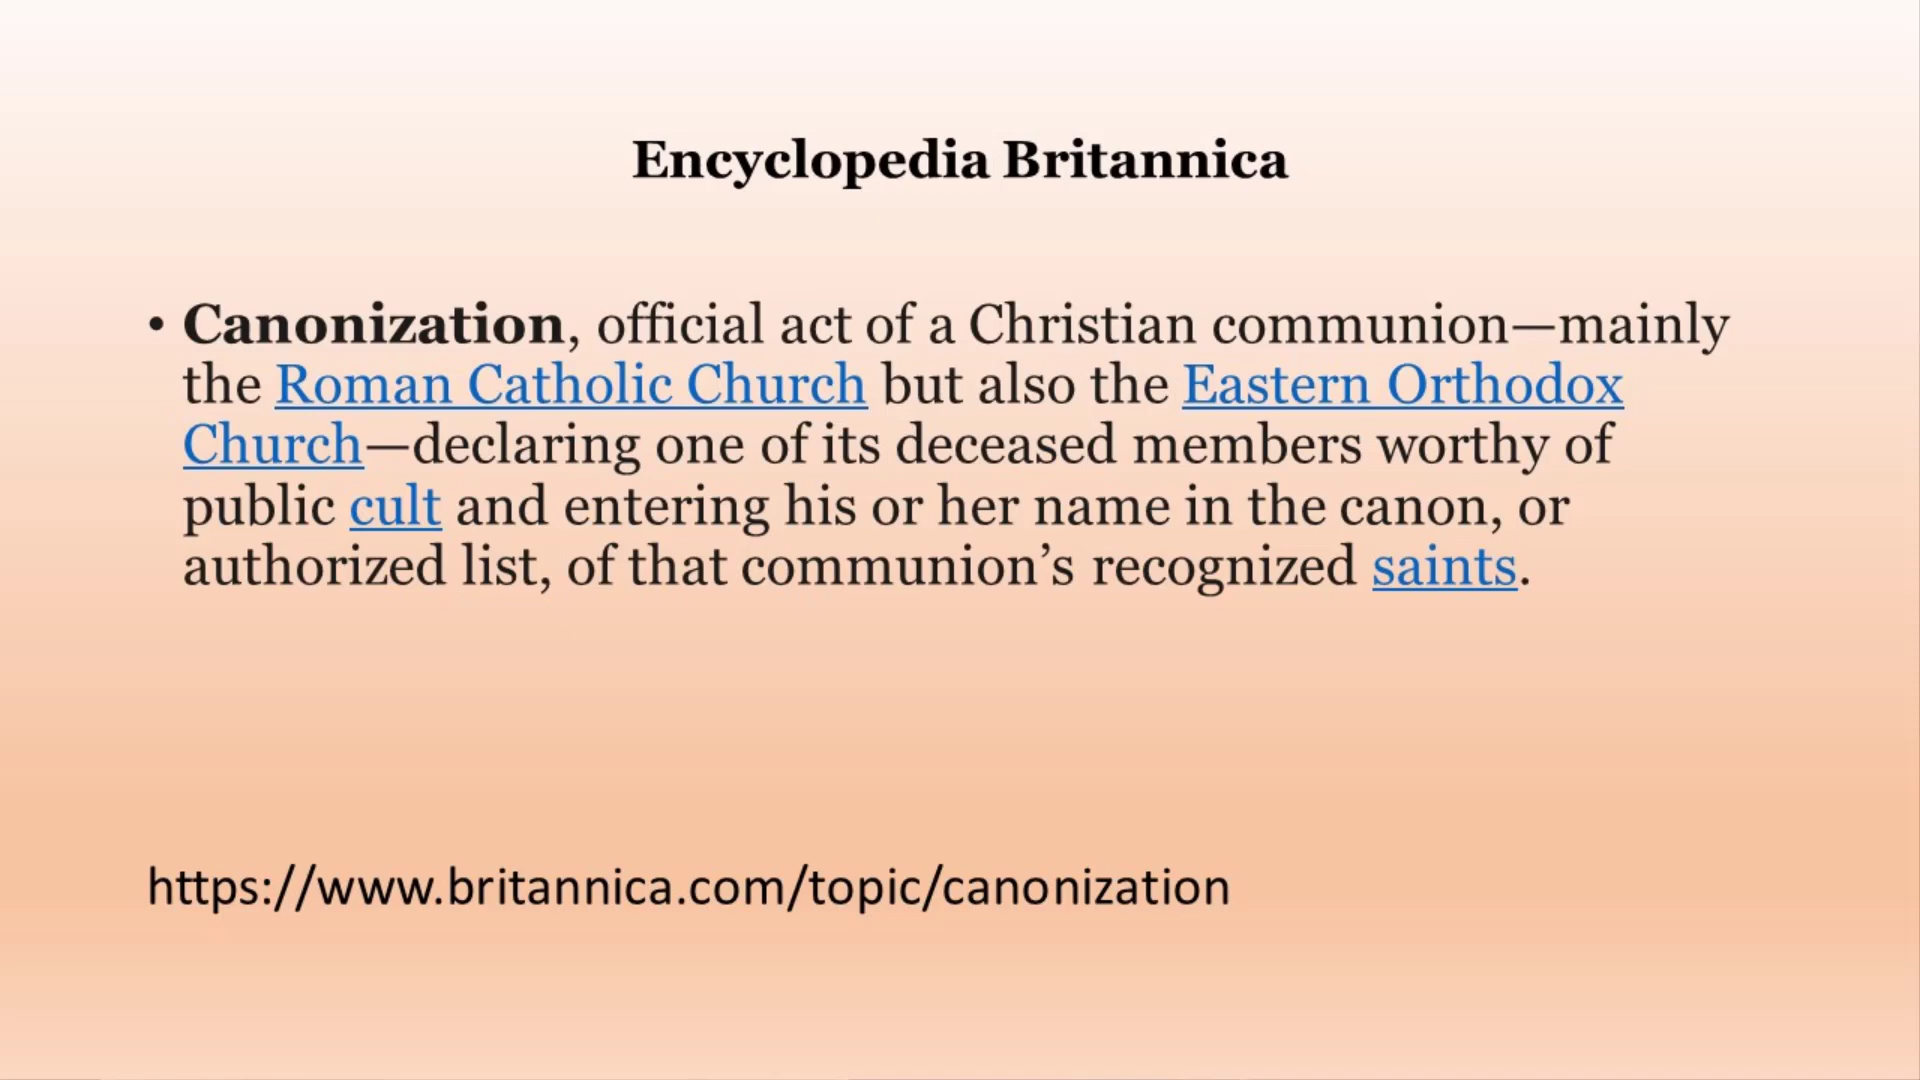 Encyclopedia Britannica
• Canonization, official act of a Christian communion—mainly
the Roman Catholic Church but also the Eastern Orthodox
Church—declaring one of its deceased members worthy of
public cult and entering his or her name in the canon, or
authorized list, of that communion’s recognized saints.
https://www.britannica.com/topic/canonization